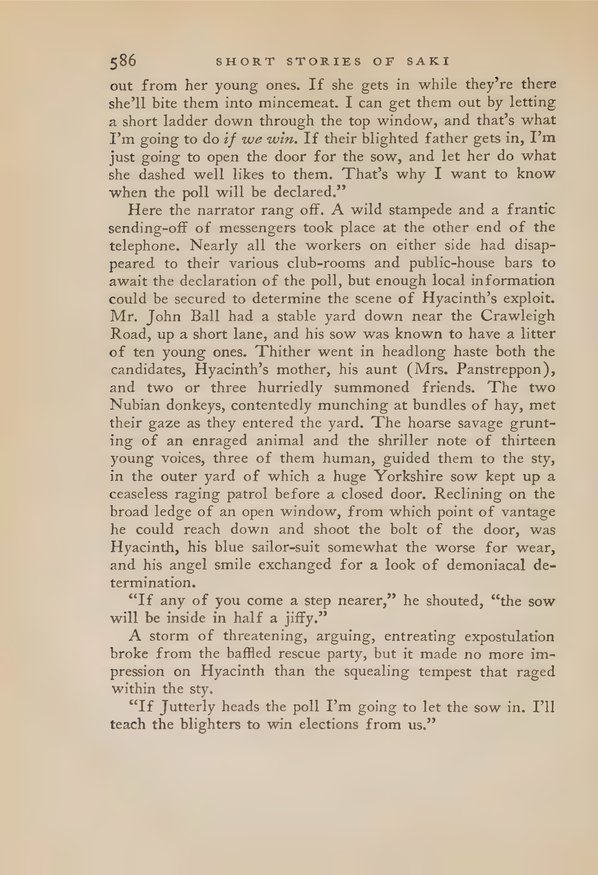 586 SHORT STORIES OF SAKI
out from her young ones. If she gets in while they're there
she'll bite them into mincemeat. I can get them out by letting
a short ladder down through the top window, and that's what
I'm going to do if we win. If their blighted father gets in, I'm
just going to open the door for the sow, and let her do what
she dashed well likes to them. That's why I want to know
when the poll will be declared.”
Here the narrator rang off. A wild stampede and a frantic
sending-off of messengers took place at the other end of the
telephone. Nearly all the workers on either side had disap-
peared to their various club-rooms and public-house bars to
await the declaration of the poll, but enough local information
could be secured to determine the scene of Hyacinth's exploit.
Mr. John Ball had a stable yard down near the Crawleigh
Road, up a short lane, and his sow was known to have a litter
of ten young ones. Thither went in headlong haste both the
candidates, Hyacinth's mother, his aunt (Mrs. Panstreppon),
and two or three hurriedly summoned friends. The two
Nubian donkeys, contentedly munching at bundles of hay, met
their gaze as they entered the yard. The hoarse savage grunt-
ing of an enraged animal and the shriller note of thirteen
young voices, three of them human, guided them to the sty,
in the outer yard of which a huge Yorkshire sow kept up a
ceaseless raging patrol before a closed door. Reclining on the
broad ledge of an open window, from which point of vantage
he could reach down and shoot the bolt of the door, was
Hyacinth, his blue sailor-suit somewhat the worse for wear,
and his angel smile exchanged for a look of demoniacal de-
termination.
“If any of you come a step nearer,” he shouted, “the sow
will be inside in half a jiffy.”
A storm of threatening, arguing, entreating expostulation
broke from the baffled rescue party, but it made no more im-
pression on Hyacinth than the squealing tempest that raged
within the sty.
“If Jutterly heads the poll I'm going to let the sow in. I'll
teach the blighters to win elections from us.”